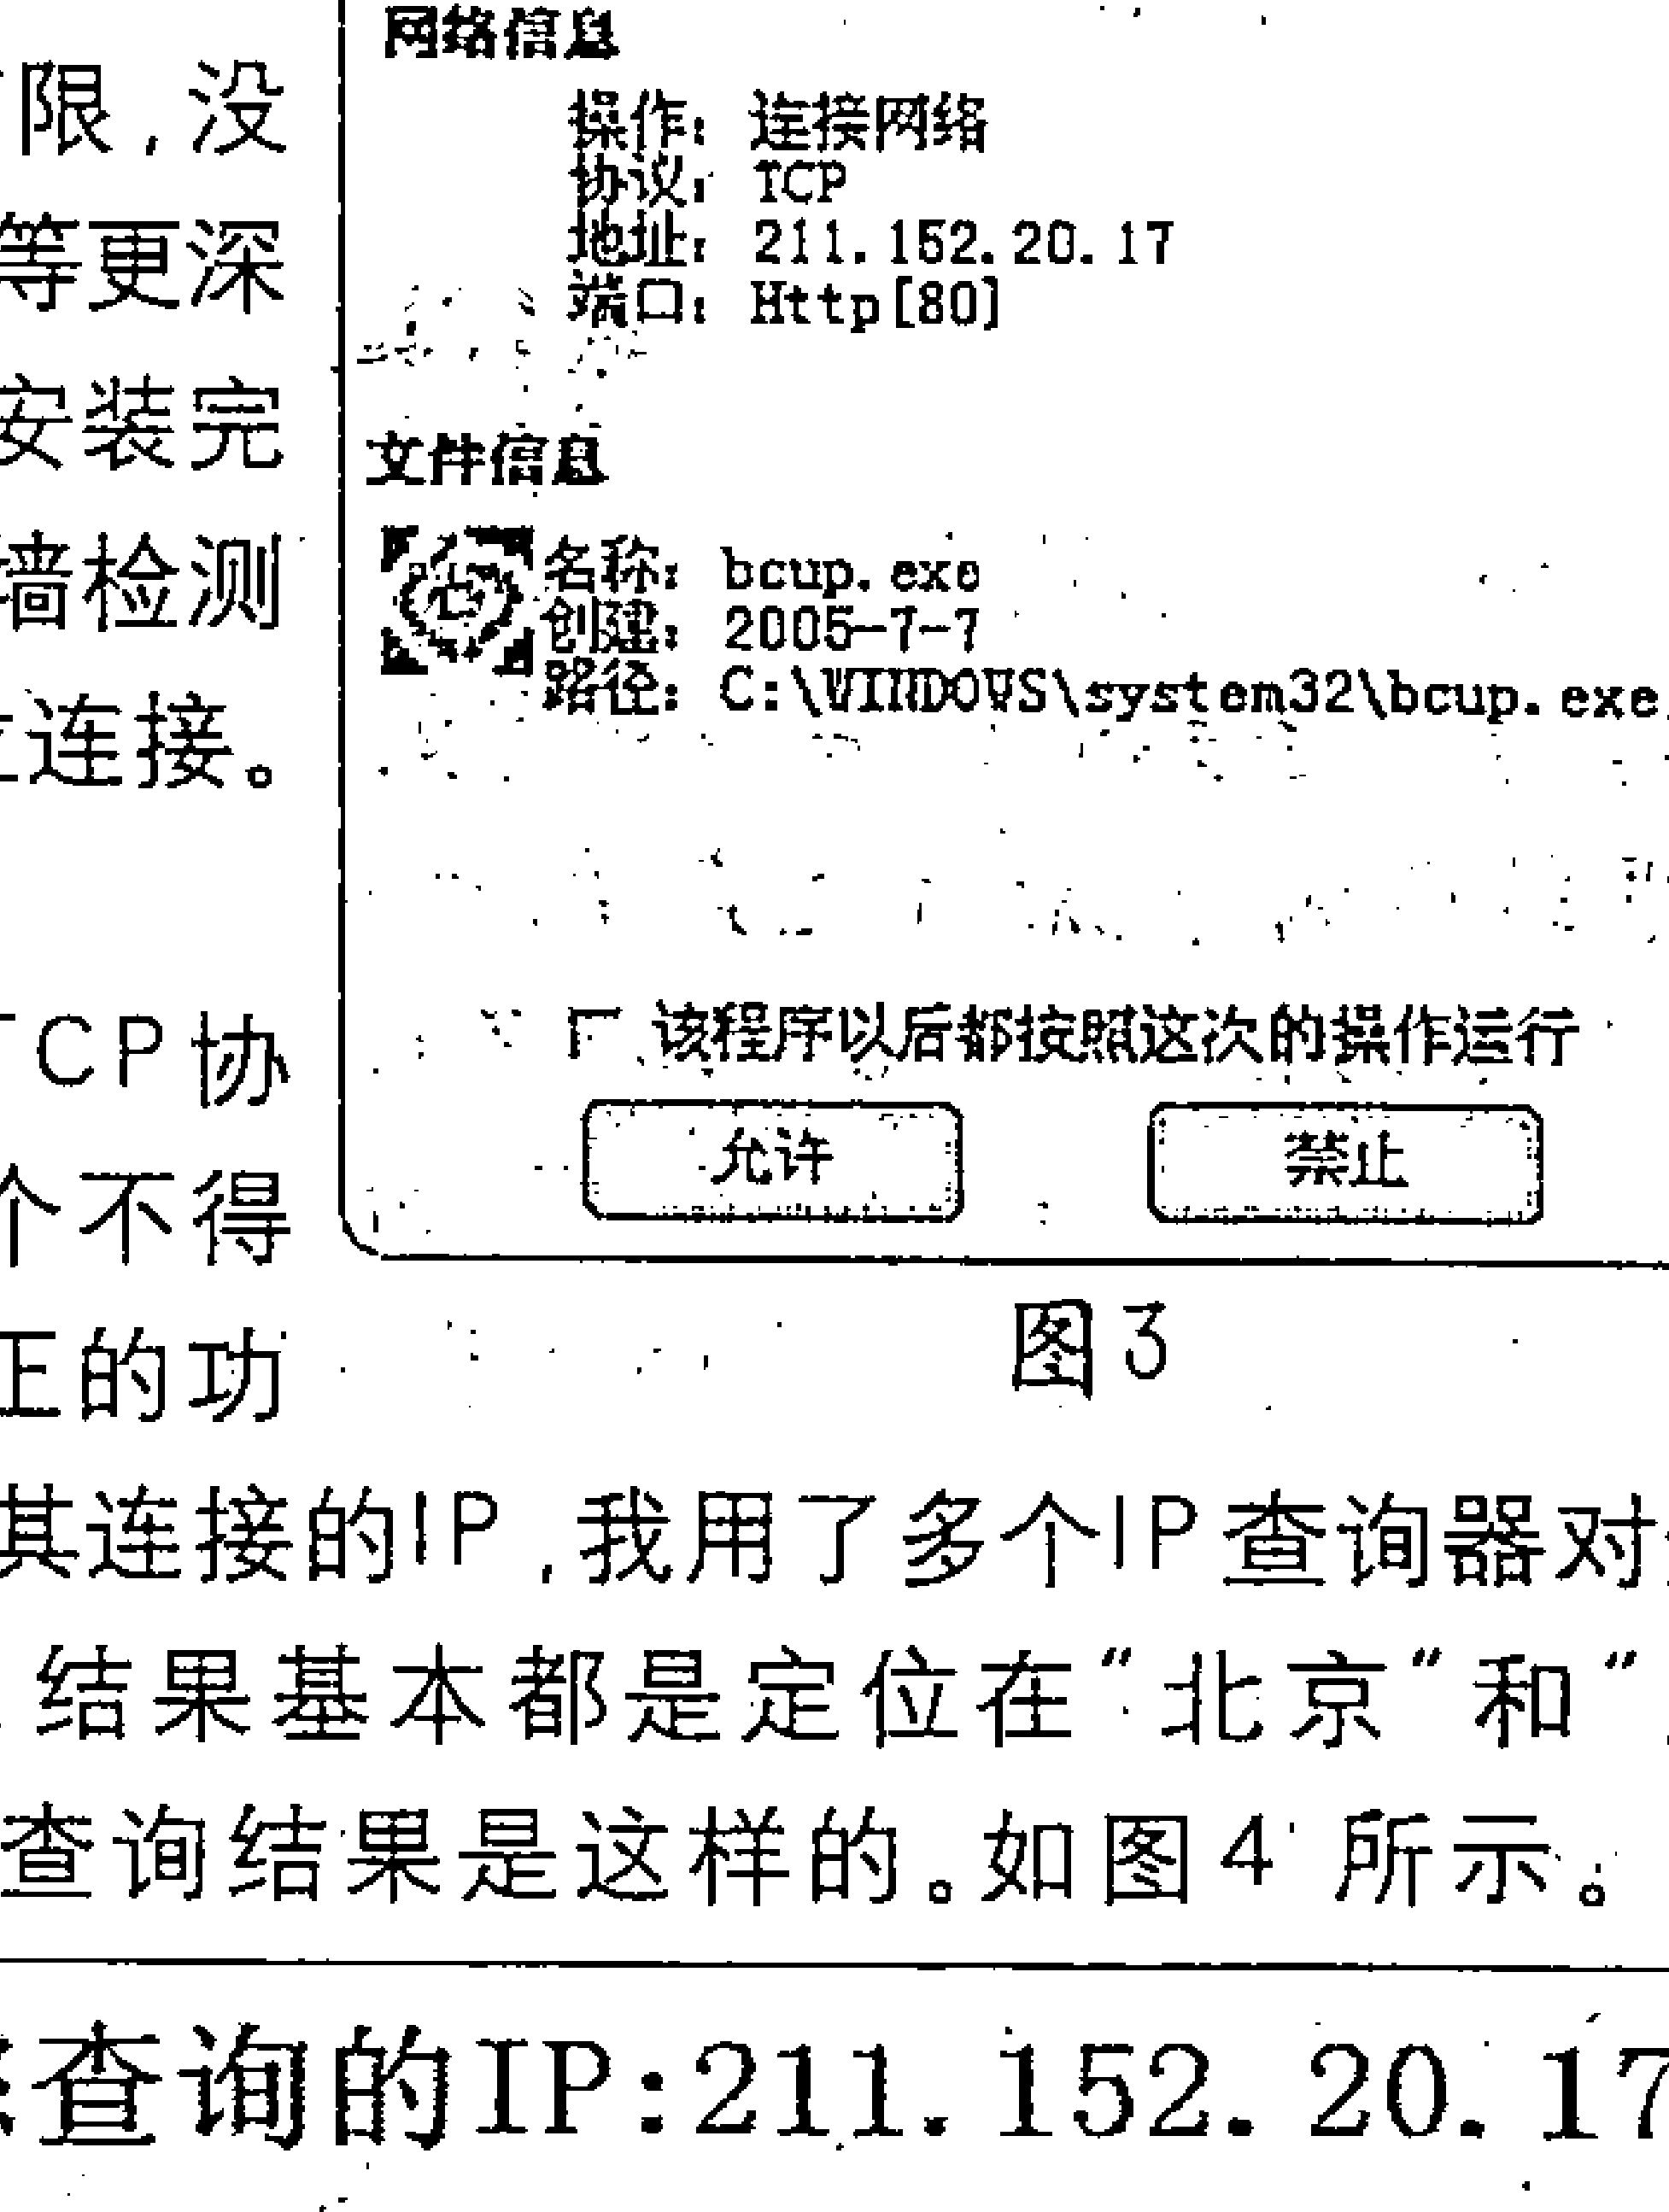 限,没
等更深
安装完
墙检测
连接。
TCP协
个不得
正的功
网络信息
操作: 连接网络
协议: TCP
地址: 211.152.20.17
端口: Http[80]
文件信息
名称: bcup.exe
创建: 2005-7-7
路径: C:\WINDOWS\system32\bcup.exe
该程序以后都按照这次的操作运行
允许 禁止
图3
其连接的IP,我用了多个IP查询器对
结果基本都是定位在“北京“和“
查询结果是这样的。如图4 所示。
查询的IP:211.152.20.17